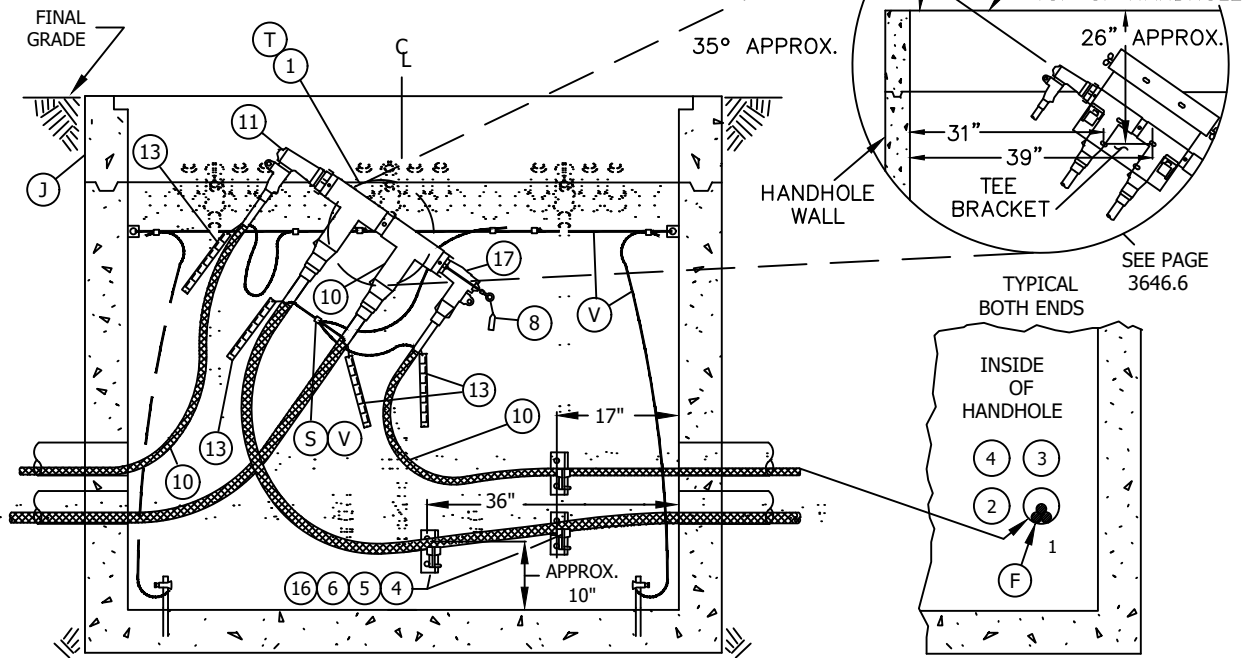 FINAL
GRADE
T
1
C
L
35° APPROX.
26" APPROX.
11
13
J
31"
39"
HANDHOLE
WALL
TEE
BRACKET
SEE PAGE
3646.6
17
10
8
V
13
S V
13
10
10
17"
36"
16 6 5 4
APPROX.
10"
TYPICAL
BOTH ENDS
INSIDE
OF
HANDHOLE
4 3
2
1
F